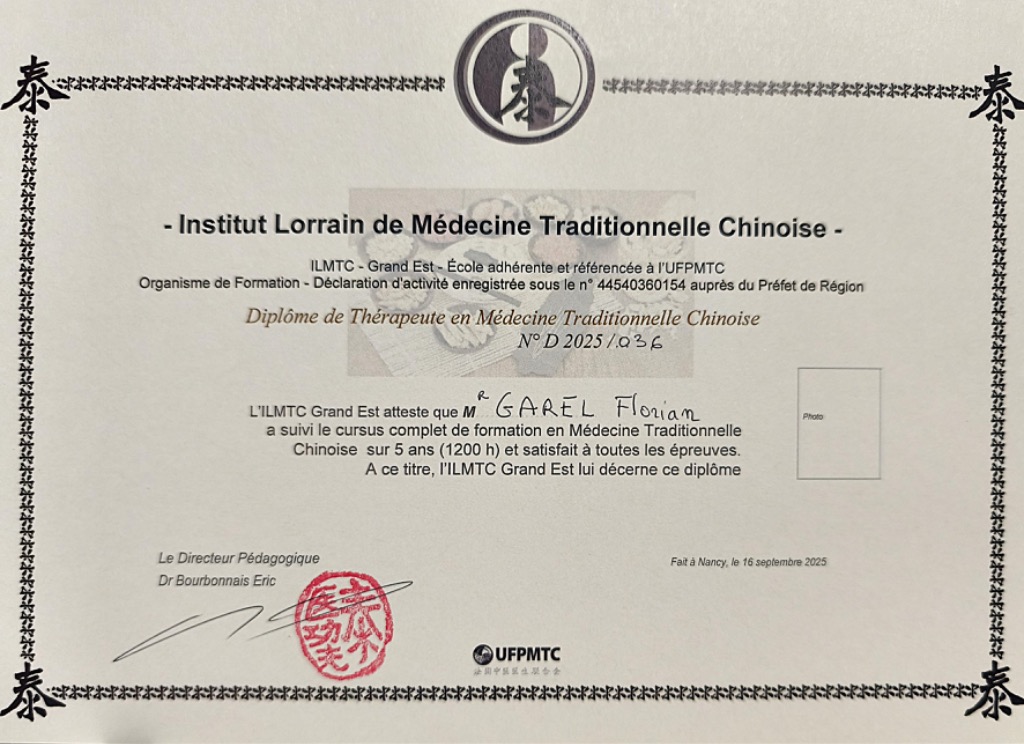 泰
泰
泰
- Institut Lorrain de Médecine Traditionnelle Chinoise -
ILMTC - Grand Est - École adhérente et référencée à l'UFPMTC
Organisme de Formation - Déclaration d'activité enregistrée sous le n° 44540360154 auprès du Préfet de Région
Diplôme de Thérapeute en Médecine Traditionnelle Chinoise
N° D 2025 /.036
L'ILMTC Grand Est atteste que MR GAREL Florian
a suivi le cursus complet de formation en Médecine Traditionnelle
Chinoise sur 5 ans (1200 h) et satisfait à toutes les épreuves.
A ce titre, l'ILMTC Grand Est lui décerne ce diplôme
Photo
Le Directeur Pédagogique
Dr Bourbonnais Eric
Fait à Nancy, le 16 septembre 2025
UFPMTC
泰
泰